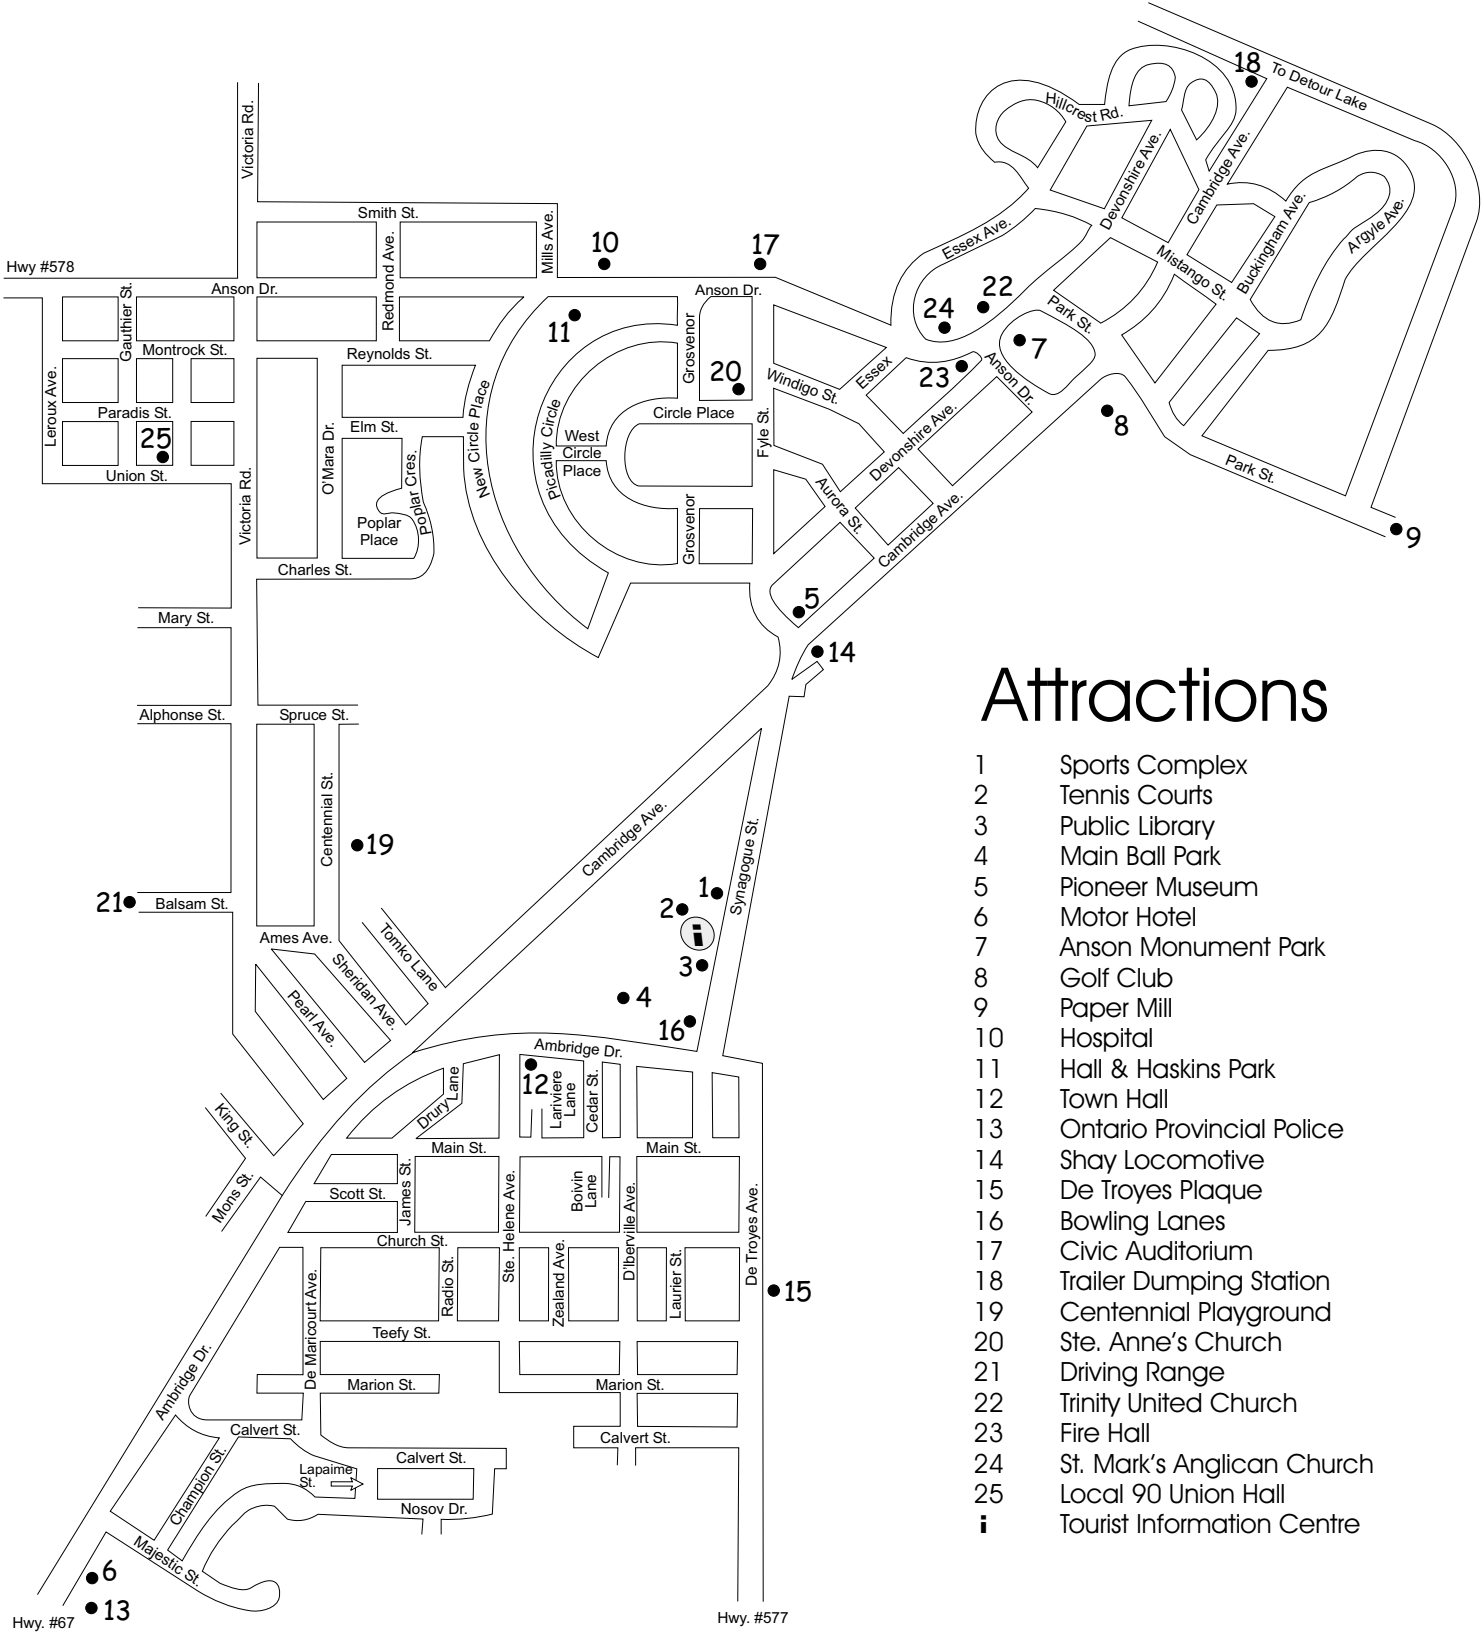 18
To Detour Lake
Hillcrest Rd.
Victoria Rd.
Devonshire Ave.
Cambridge Ave.
Smith St.
Redmond Ave.
Mills Ave.
Essex Ave.
Buckingham Ave.
Argyle Ave.
10
17
Mistango St.
Hwy #578
Anson Dr.
Anson Dr.
Gauthier St.
22
24
Park St.
11
Grosvenor
7
Montrock St.
Reynolds St.
Essex
23
Anson Dr.
20
Windigo St.
Leroux Ave.
New Circle Place
Picadilly Circle
Paradis St.
Circle Place
8
25
Elm St.
West
Circle
Place
Fyle St.
Devonshire Ave.
Union St.
O'Mara Dr.
Poplar Cres.
Park St.
Victoria Rd.
Poplar
Place
Grosvenor
Aurora St.
Cambridge Ave.
9
Charles St.
5
Mary St.
14
Alphonse St.
Spruce St.
Centennial St.
Cambridge Ave.
Synagogue St.
19
21
Balsam St.
1
2
i
Ames Ave.
Tomko Lane
3
Sheridan Ave.
4
Pearl Ave.
16
Ambridge Dr.
12
Drury Lane
Lariviere
Lane
Cedar St.
King St.
Main St.
Main St.
Mons St.
Scott St.
James St.
Boivin
Lane
Ste. Helene Ave.
D'Iberville Ave.
De Troyes Ave.
Church St.
Radio St.
Zealand Ave.
Laurier St.
15
De Maricourt Ave.
Teefy St.
Ambridge Dr.
Marion St.
Marion St.
Calvert St.
Calvert St.
Calvert St.
Champion St.
Lapaime
St.
Nosov Dr.
Majestic St.
6
13
Hwy. #67
Hwy. #577
Attractions
1 Sports Complex
2 Tennis Courts
3 Public Library
4 Main Ball Park
5 Pioneer Museum
6 Motor Hotel
7 Anson Monument Park
8 Golf Club
9 Paper Mill
10 Hospital
11 Hall & Haskins Park
12 Town Hall
13 Ontario Provincial Police
14 Shay Locomotive
15 De Troyes Plaque
16 Bowling Lanes
17 Civic Auditorium
18 Trailer Dumping Station
19 Centennial Playground
20 Ste. Anne's Church
21 Driving Range
22 Trinity United Church
23 Fire Hall
24 St. Mark's Anglican Church
25 Local 90 Union Hall
i Tourist Information Centre